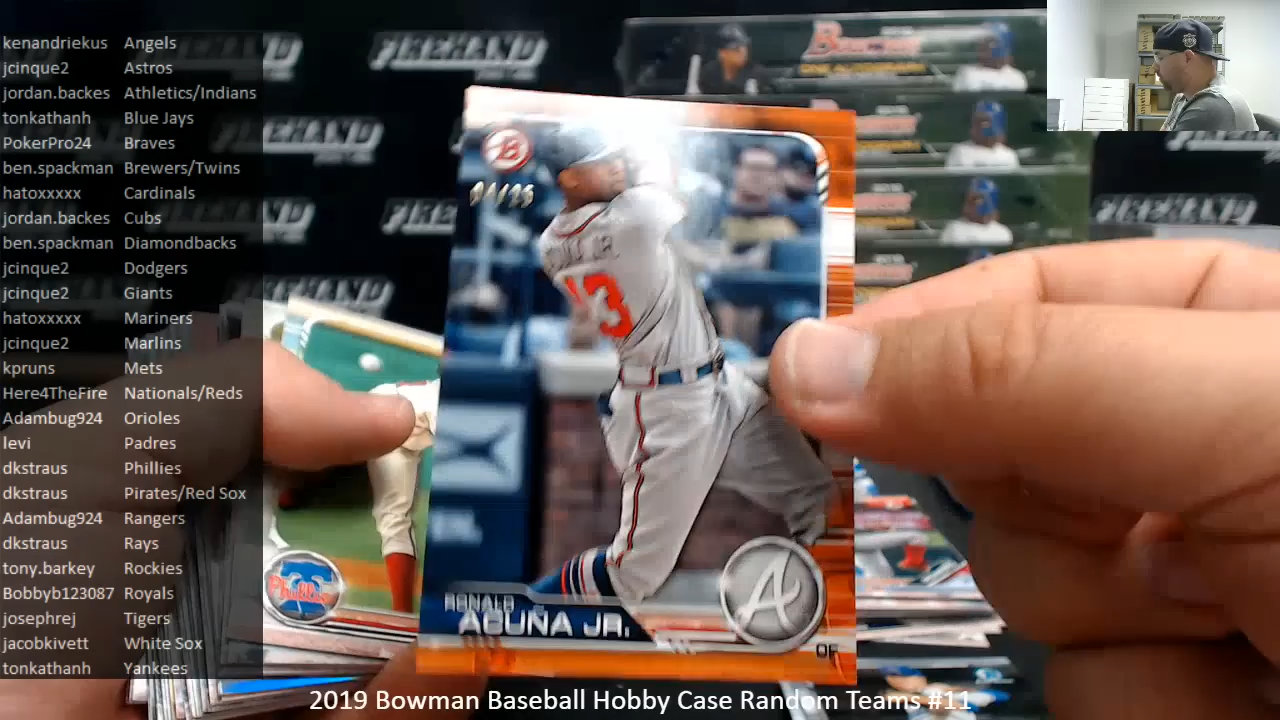 kenandriekus Angels
jcinque2 Astros
jordan.backes Athletics/Indians
tonkathanh Blue Jays
PokerPro24 Braves
ben.spackman Brewers/Twins
hatoxxxxx Cardinals
jordan.backes Cubs
ben.spackman Diamondbacks
jcinque2 Dodgers
jcinque2 Giants
hatoxxxxx Mariners
jcinque2 Marlins
kpruns Mets
Here4TheFire Nationals/Reds
Adambug924 Orioles
levi Padres
dkstraus Phillies
dkstraus Pirates/Red Sox
Adambug924 Rangers
dkstraus Rays
tony.barkey Rockies
Bobbyb123087 Royals
josephrej Tigers
jacobkivett White Sox
tonkathanh Yankees
FIREHAND
FIREHAND
Bowman
B
13
A
RONALD
ACUÑA JR.
OF
Phillies
2019 Bowman Baseball Hobby Case Random Teams #11